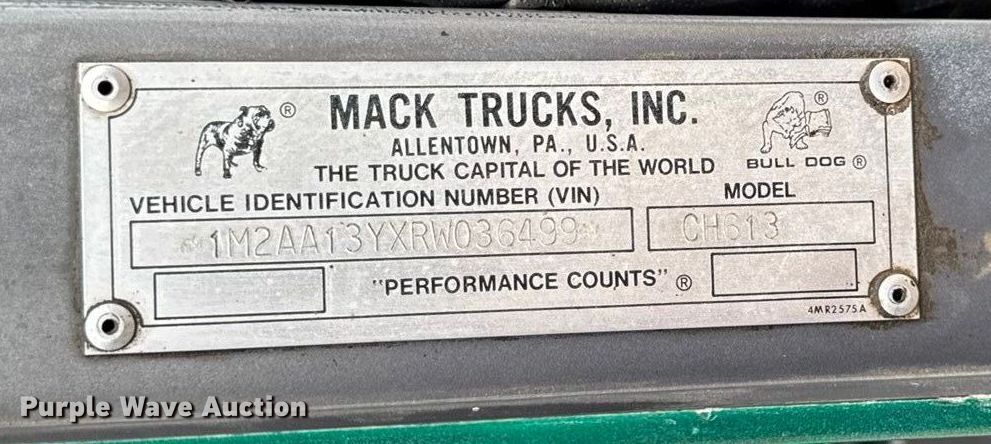 MACK TRUCKS, INC.
ALLENTOWN, PA., U.S.A.
THE TRUCK CAPITAL OF THE WORLD
®
®
BULL DOG ®
VEHICLE IDENTIFICATION NUMBER (VIN)
MODEL
1M2AA13YXRW036499
CH613
"PERFORMANCE COUNTS" ®
4MR2575A
Purple Wave Auction